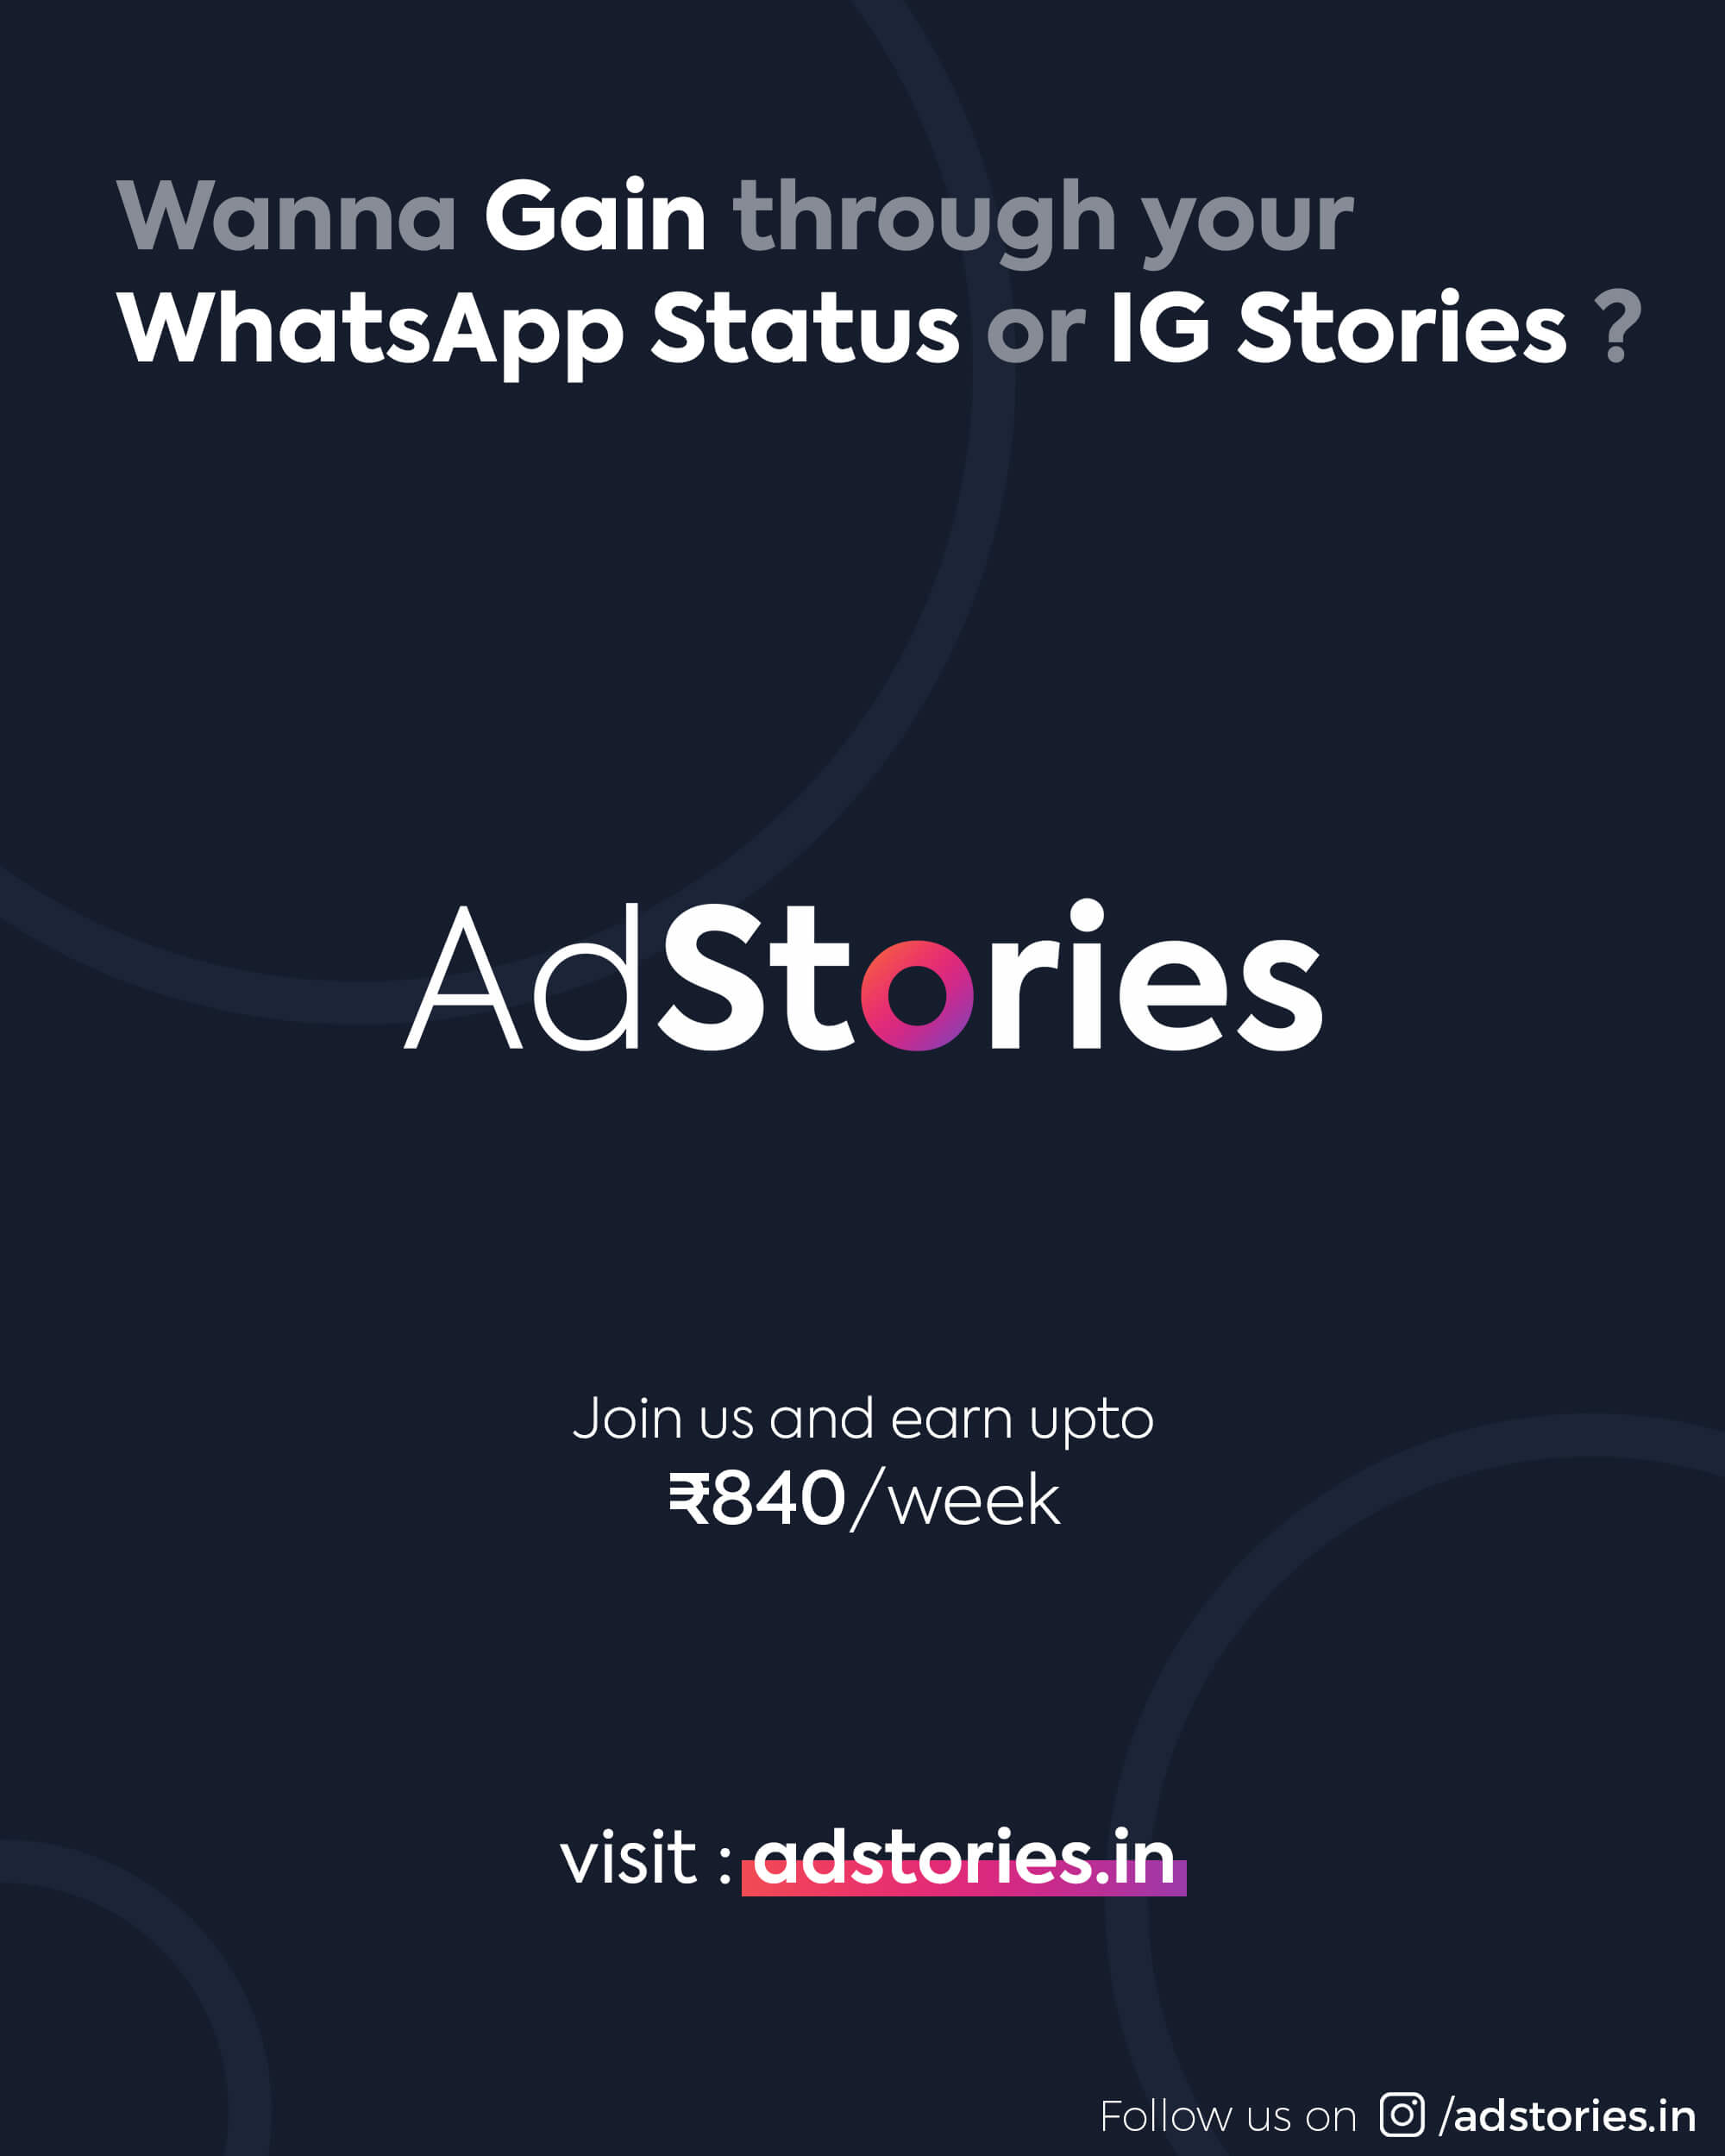 Wanna Gain through your
WhatsApp Status or IG Stories ?
AdStories
Join us and earn upto
₹840/week
visit : adstories.in
Follow us on /adstories.in